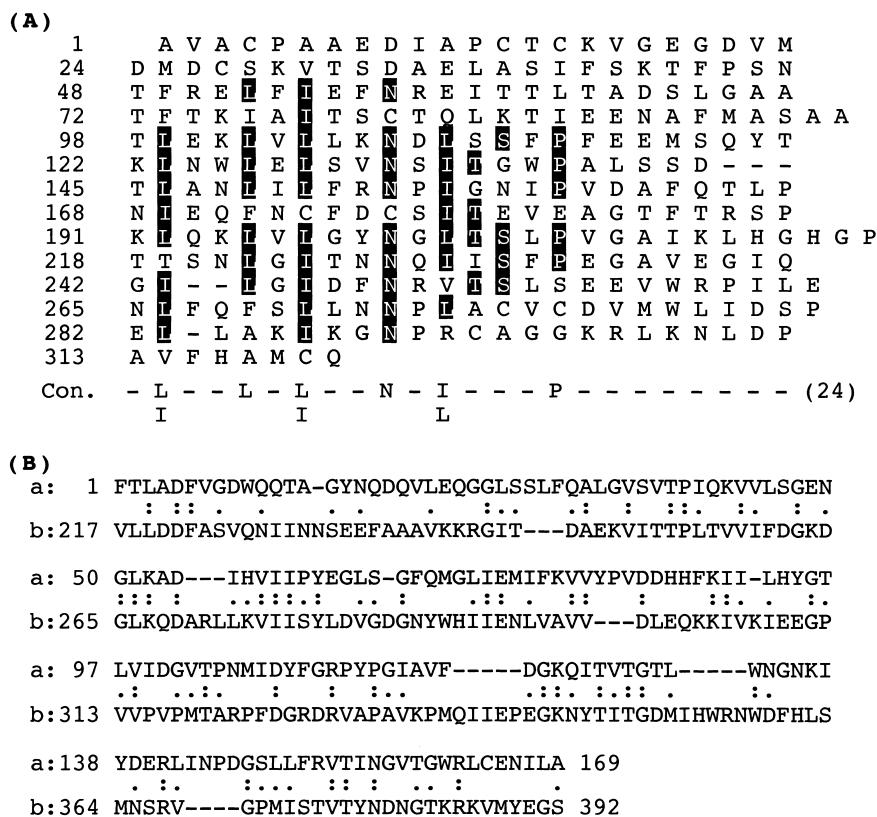 (A)
1 A V A C P A A E D I A P C T C K V G E G D V M
24 D M D C S K V T S D A E L A S I F S K T F P S N
48 T F R E L F I E F N R E I T T L T A D S L G A A
72 T F T K I A I T S C T Q L K T I E E N A F M A S A A
98 T L E K L V L L K N D L S S F P F E E M S Q Y T
122 K L N W L E L S V N S I T G W P A L S S D - - -
145 T L A N L I L F R N P I G N I P V D A F Q T L P
168 N I E Q F N C F D C S I T E V E A G T F T R S P
191 K L Q K L V L G Y N G L T S L P V G A I K L H G H G P
218 T T S N L G I T N N Q I I S F P E G A V E G I Q
242 G I - - L G I D F N R V T S L S E E V W R P I L E
265 N L F Q F S L L N N P L A C V C D V M W L I D S P
282 E L - L A K I K G N P R C A G G K R L K N L D P
313 A V F H A M C Q
Con. - L - - L - L - - N - I - - - P - - - - - - - - (24)
I I L
(B)
a: 1 FTLADFVGDWQQTA-GYNQDQVLEQGGLSSLFQALGVSVTPIQKVVLSGEN
b:217 VLLDDFASVQNIINNSEEFAAAVKKRGIT---DAEKVITTPLTVVIFDGKD
a: 50 GLKAD---IHVIIPYEGLS-GFQMGLIEMIFKVVYPVDDHHFKII-LHYGT
b:265 GLKQDARLLKVIISYLDVGDGNYWHIIENLVAVV---DLEQKKIVKIEEGP
a: 97 LVIDGVTPNMIDYFGRPYPGIAVF-----DGKQITVTGTL-----WNGNKI
b:313 VVPVPMTARPFDGRDRVAPAVKPMQIIEPEGKNYTITGDMIHWRNWDFHLS
a:138 YDERLINPDGSLLFRVTINGVTGWRLCENILA 169
b:364 MNSRV----GPMISTVTYNDNGTKRKVMYEGS 392